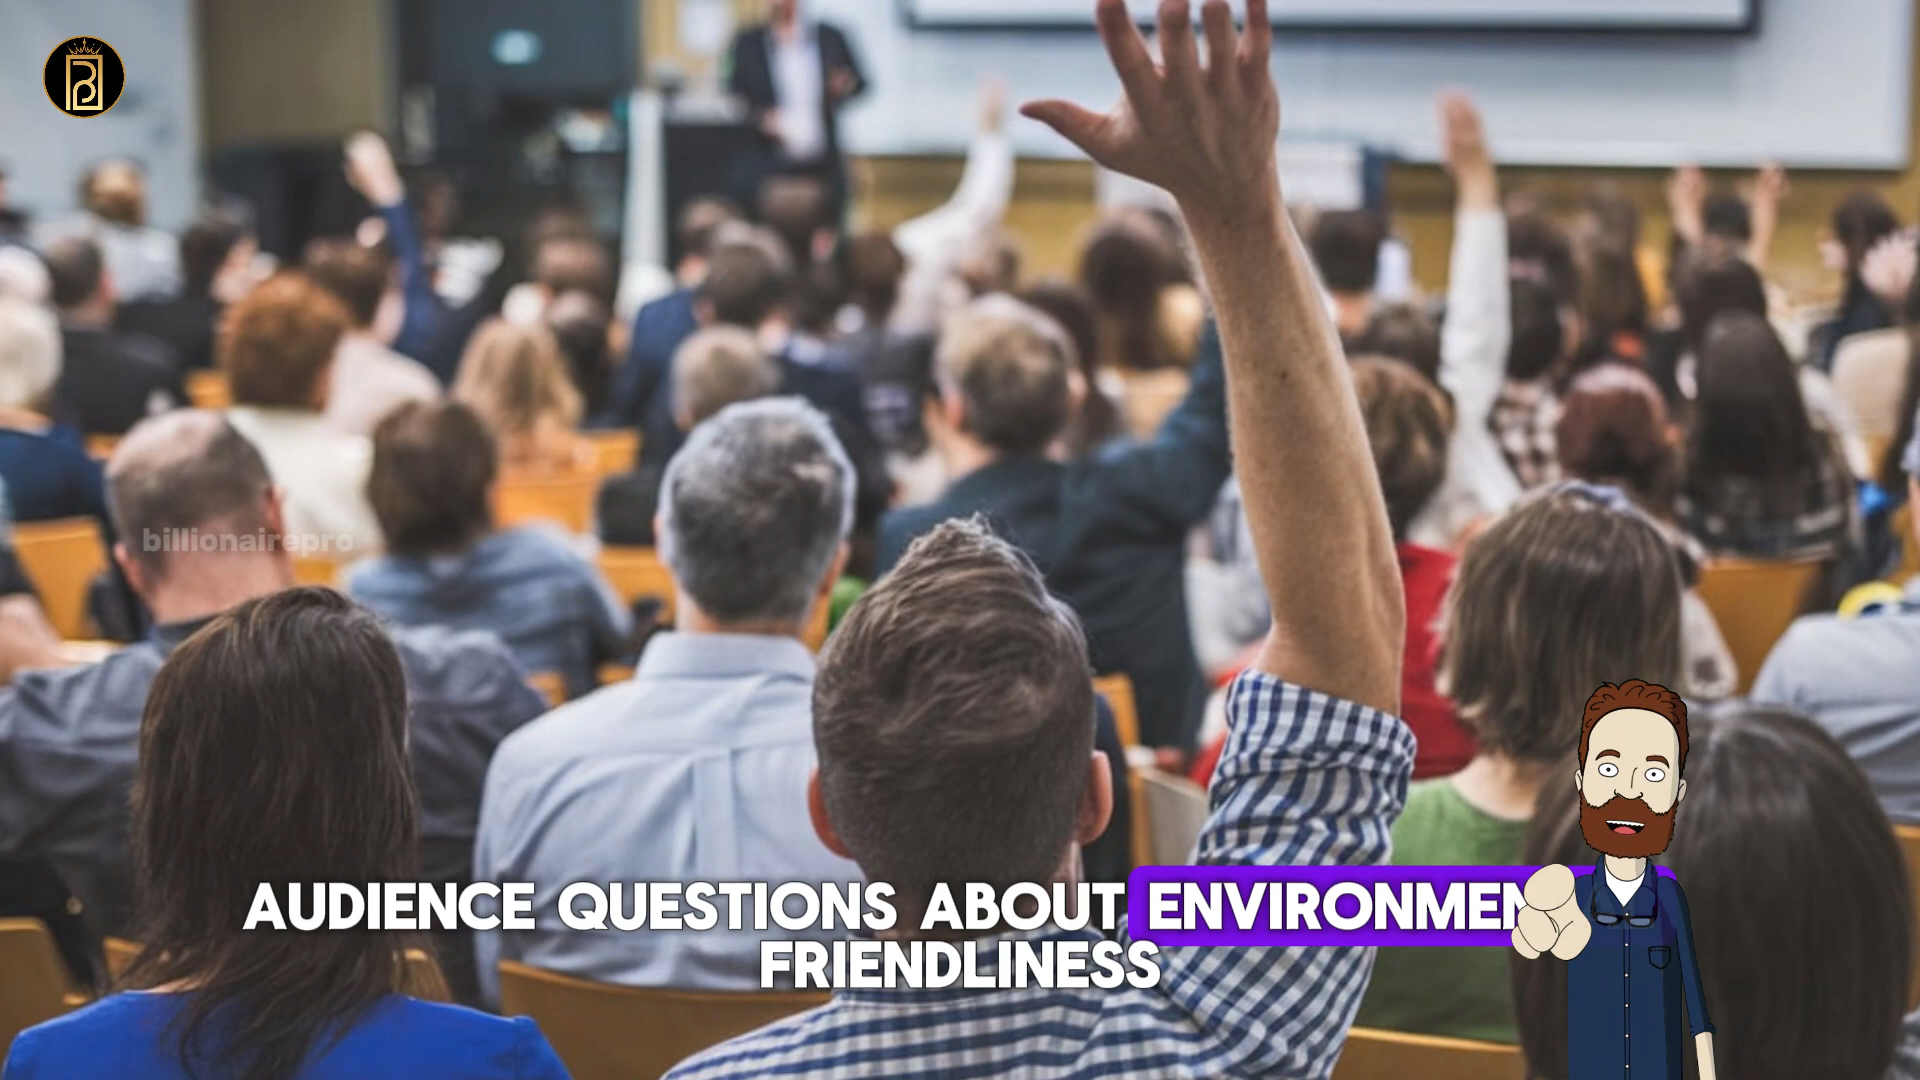 billionairepro
AUDIENCE QUESTIONS ABOUT ENVIRONMEN
FRIENDLINESS